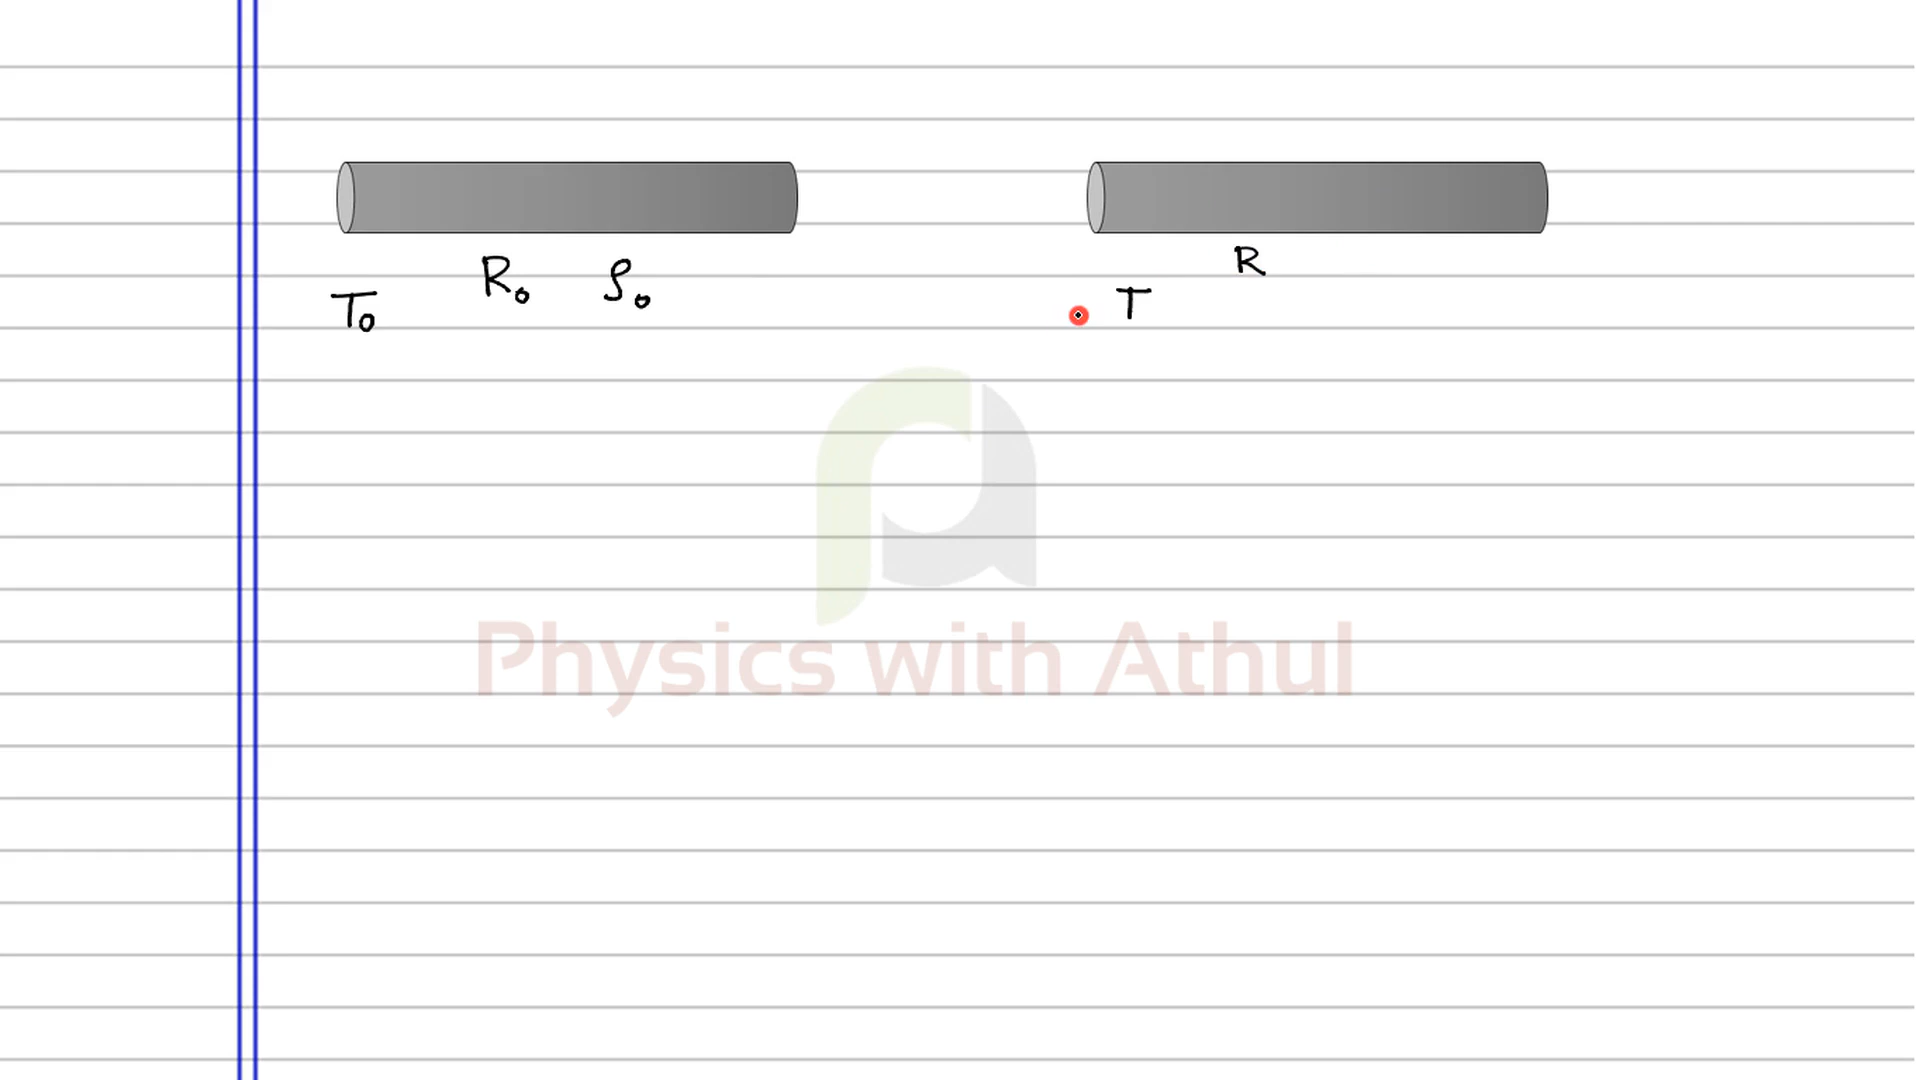 R₀ ρ₀
T₀
R
T
Physics with Athul